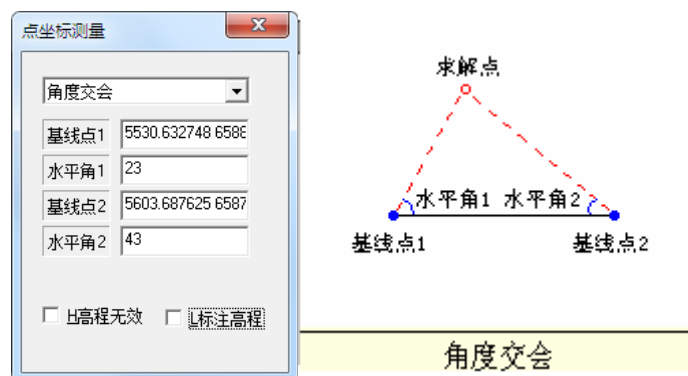 点坐标测量
角度交会
基线点1 5530.632748 658
水平角1 23
基线点2 5603.687625 6587
水平角2 43
H高程无效 L标注高程
求解点
水平角1 水平角2
基线点1 基线点2
角度交会